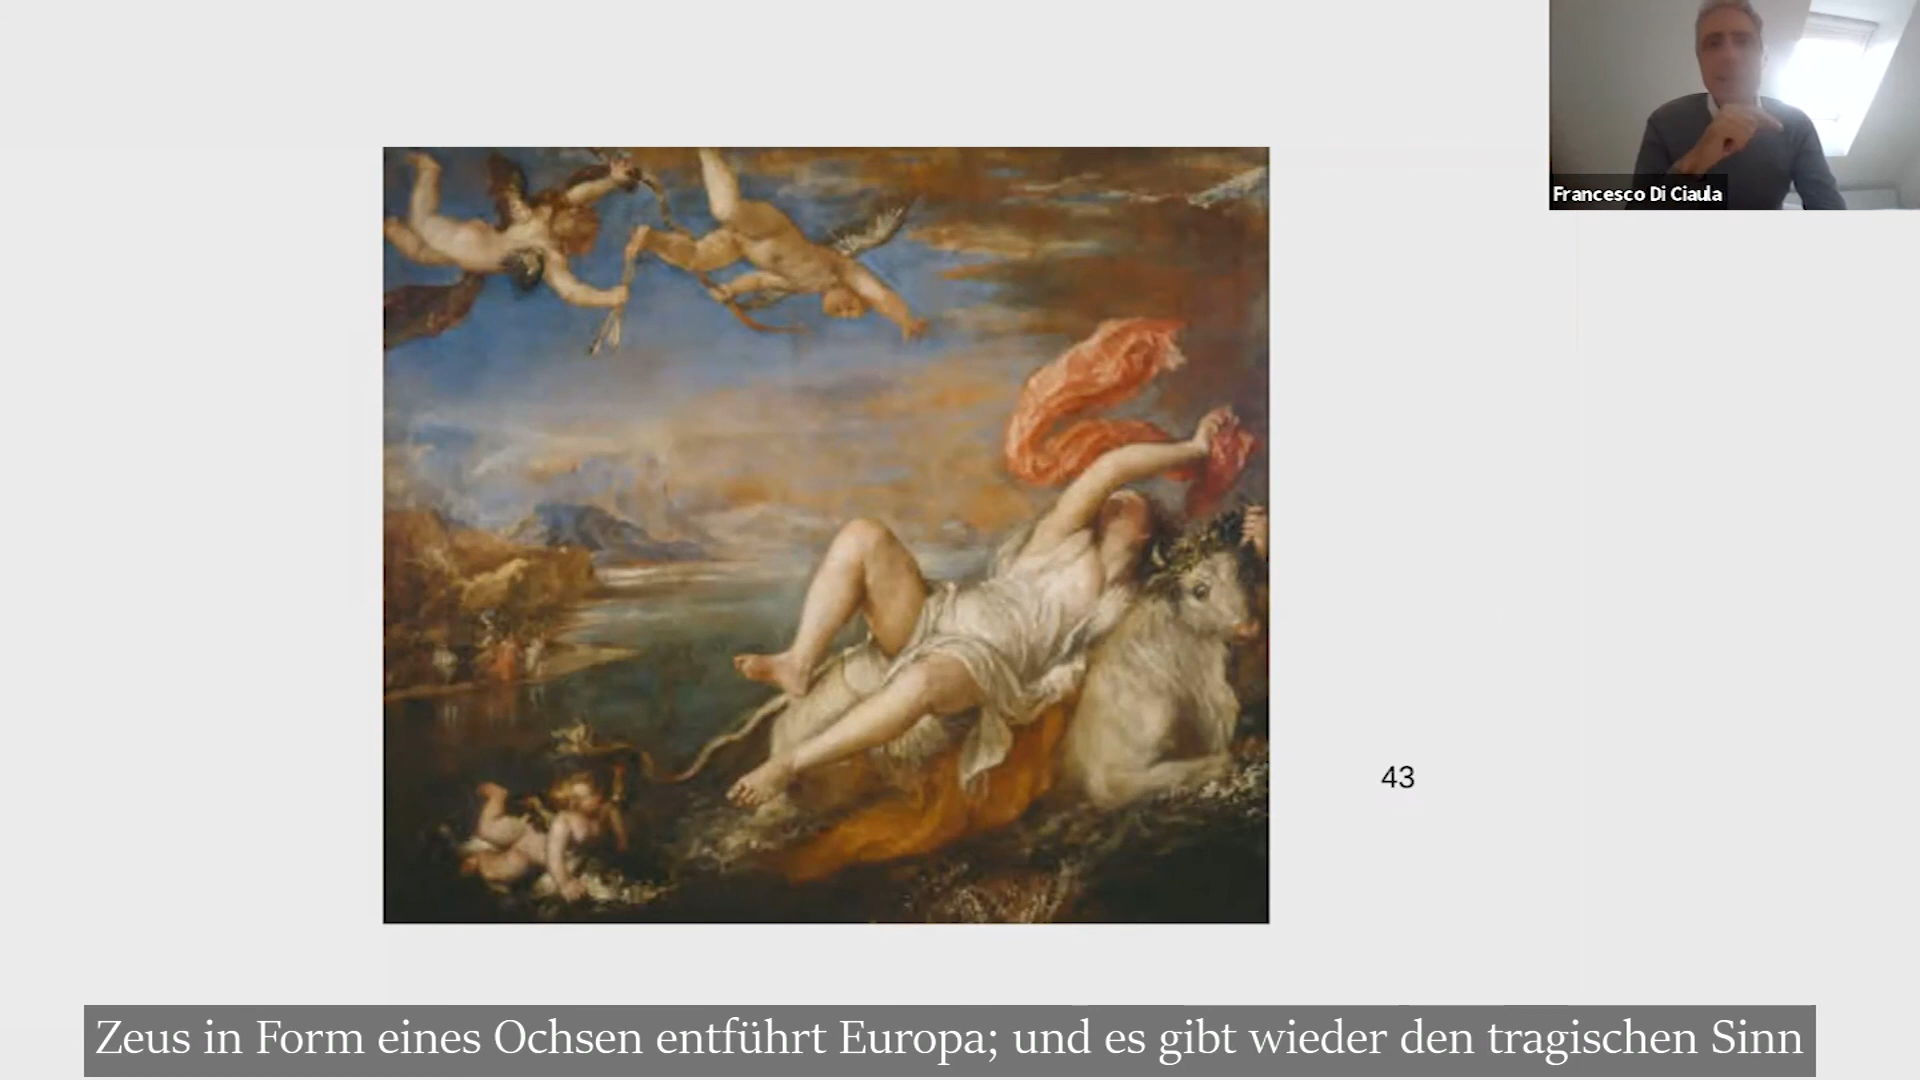 Francesco Di Ciaula
43
Zeus in Form eines Ochsen entführt Europa; und es gibt wieder den tragischen Sinn